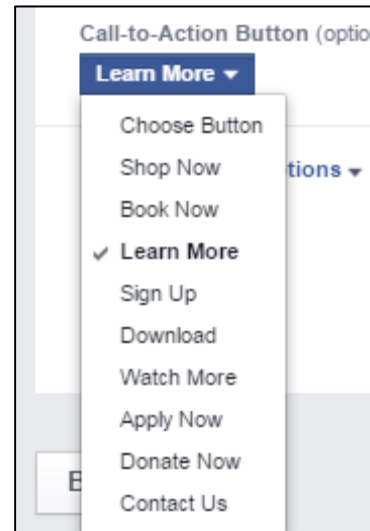 Call-to-Action Button (optio
Learn More
Choose Button
Shop Now
tions
Book Now
Learn More
Sign Up
Download
Watch More
Apply Now
Donate Now
Contact Us